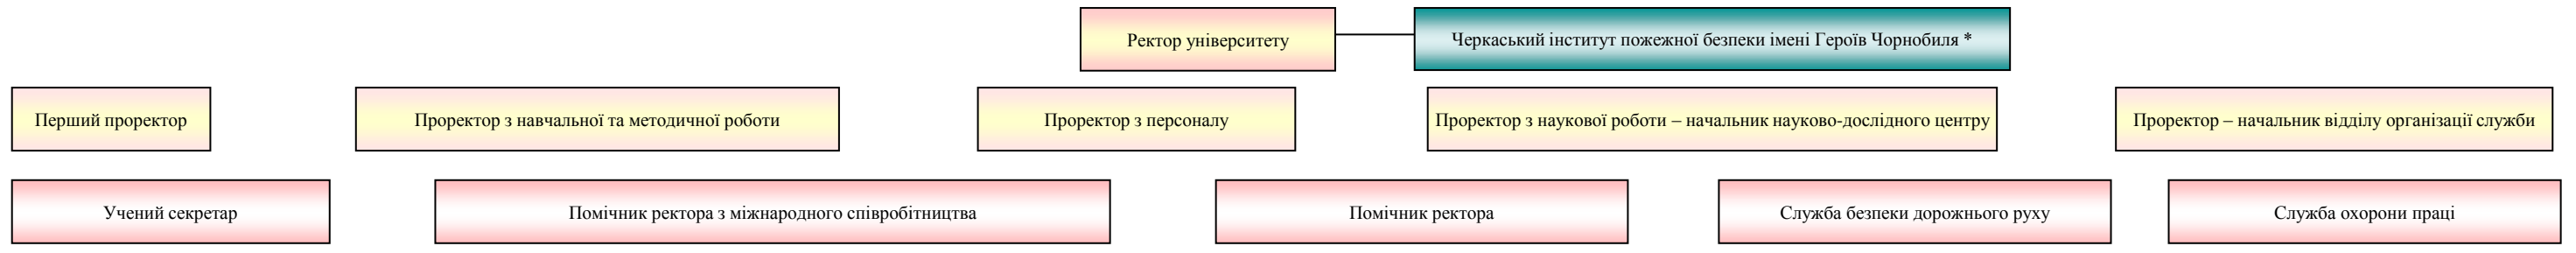 Ректор університету
Черкаський інститут пожежної безпеки імені Героїв Чорнобиля *
Перший проректор
Проректор з навчальної та методичної роботи
Проректор з персоналу
Проректор з наукової роботи – начальник науково-дослідного центру
Проректор – начальник відділу організації служби
Учений секретар
Помічник ректора з міжнародного співробітництва
Помічник ректора
Служба безпеки дорожнього руху
Служба охорони праці